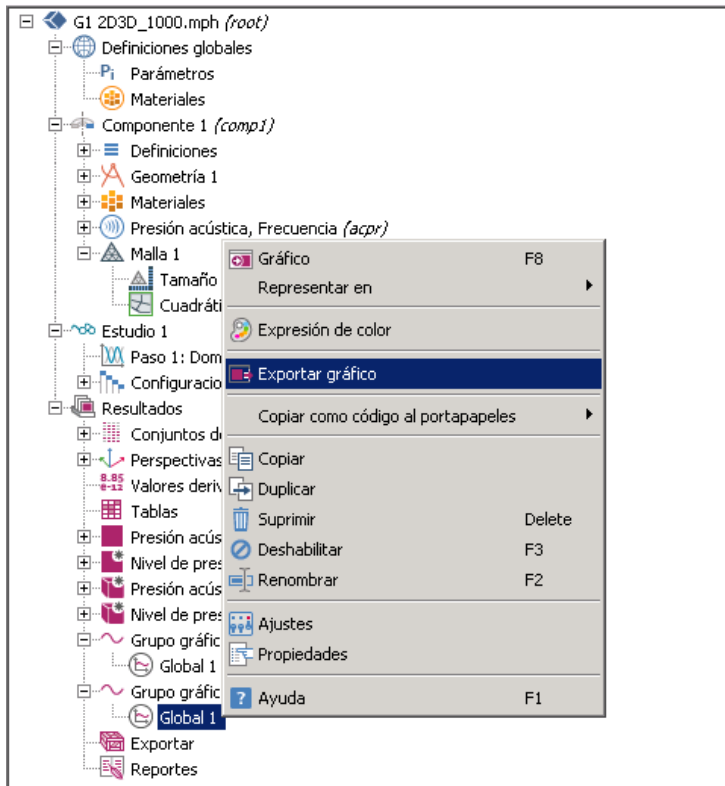 G1 2D3D_1000.mph (root)
Definiciones globales
Pi Parámetros
Materiales
Componente 1 (comp1)
Definiciones
Geometría 1
Materiales
Presión acústica, Frecuencia (acpr)
Malla 1
Tamaño
Cuadráti
Estudio 1
Paso 1: Dom
Configuracio
Resultados
Conjuntos d
Perspectivas
8.85 e-12 Valores deriv
Tablas
Presión acús
Nivel de pres
Presión acús
Nivel de pres
Grupo gráfic
Global 1
Grupo gráfic
Global 1
Exportar
Reportes
Gráfico F8
Representar en
Expresión de color
Exportar gráfico
Copiar como código al portapapeles
Copiar
Duplicar
Suprimir Delete
Deshabilitar F3
Renombrar F2
Ajustes
Propiedades
? Ayuda F1